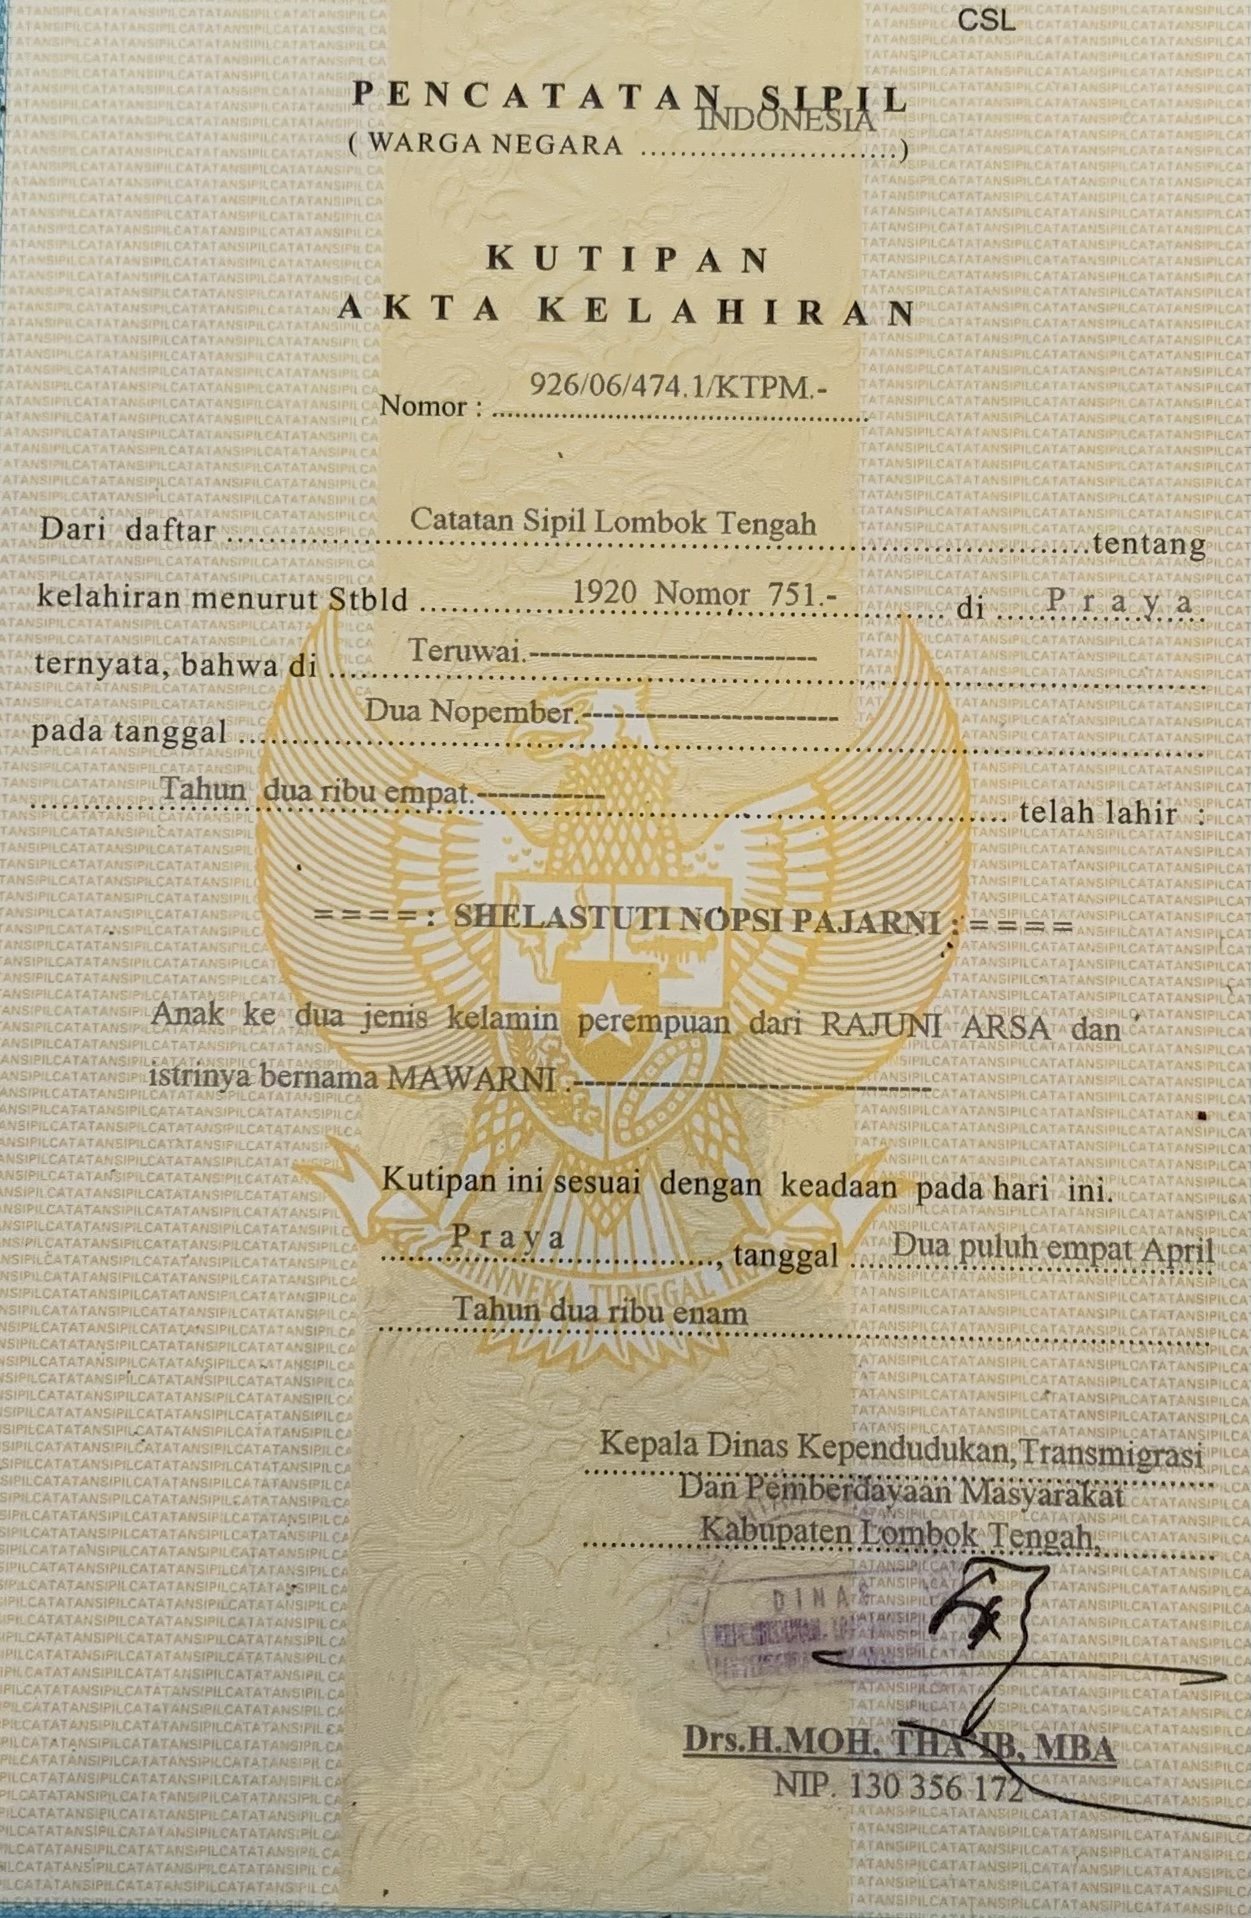 CSL
PENCATATAN SIPIL
( WARGA NEGARA INDONESIA )
KUTIPAN
AKTA KELAHIRAN
Nomor : 926/06/474.1/KTPM.-
Dari daftar Catatan Sipil Lombok Tengah tentang
kelahiran menurut Stbld 1920 Nomor 751.- di Praya
ternyata, bahwa di Teruwai.---------------------------
pada tanggal Dua Nopember.------------------------
Tahun dua ribu empat.------------ telah lahir :
====: SHELASTUTI NOPSI PAJARNI :====
Anak ke dua jenis kelamin perempuan dari RAJUNI ARSA dan
istrinya bernama MAWARNI .---------------------------------
Kutipan ini sesuai dengan keadaan pada hari ini.
Praya, tanggal Dua puluh empat April
TUNGGAL
Tahun dua ribu enam
Kepala Dinas Kependudukan,Transmigrasi
Dan Pemberdayaan Masyarakat
Kabupaten Lombok Tengah,
DINAS
Drs.H.MOH. THA'IB, MBA
NIP. 130 356 172